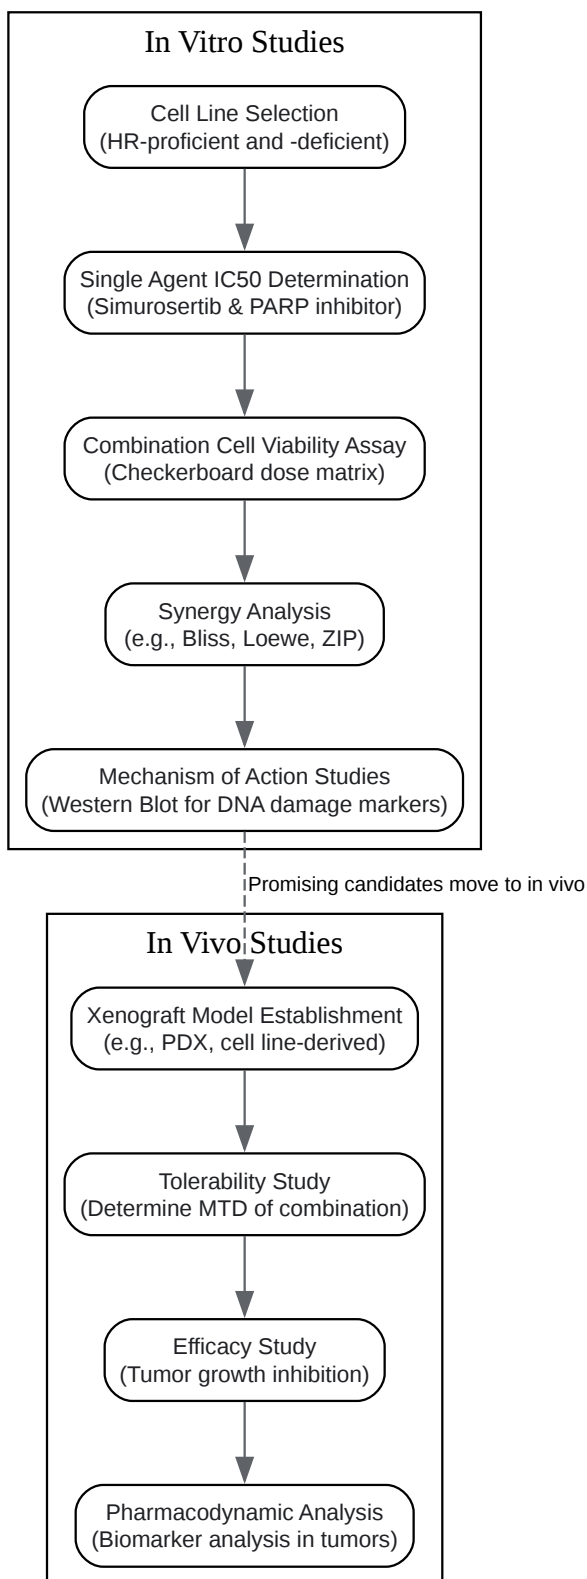 In Vitro Studies
Cell Line Selection
(HR-proficient and -deficient)
Single Agent IC50 Determination
(Simurosertib & PARP inhibitor)
Combination Cell Viability Assay
(Checkerboard dose matrix)
Synergy Analysis
(e.g., Bliss, Loewe, ZIP)
Mechanism of Action Studies
(Western Blot for DNA damage markers)
Promising candidates move to in vivo
In Vivo Studies
Xenograft Model Establishment
(e.g., PDX, cell line-derived)
Tolerability Study
(Determine MTD of combination)
Efficacy Study
(Tumor growth inhibition)
Pharmacodynamic Analysis
(Biomarker analysis in tumors)